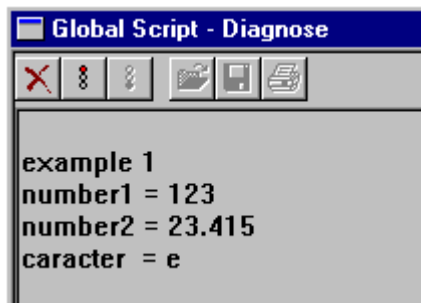 Global Script - Diagnose
example 1
number1 = 123
number2 = 23.415
caracter = e